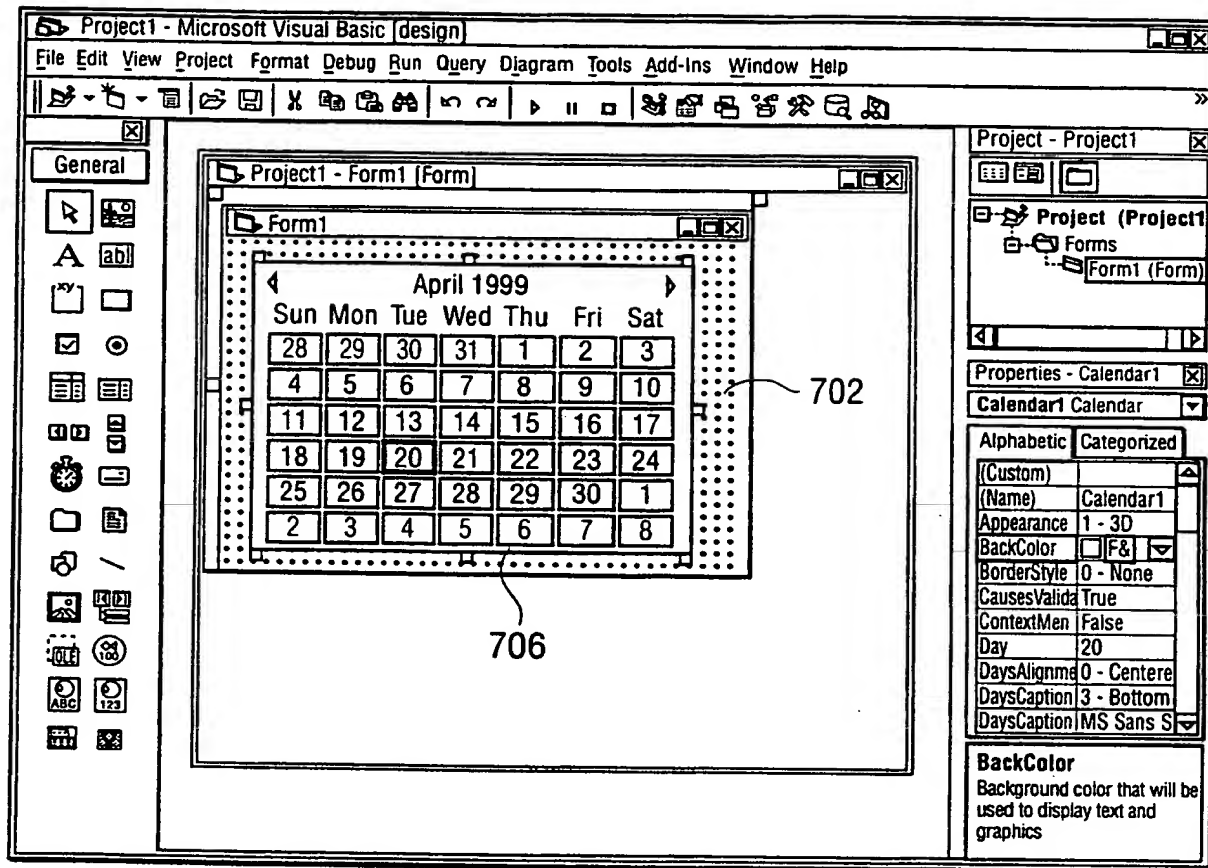 Project1 - Microsoft Visual Basic [design]
File Edit View Project Format Debug Run Query Diagram Tools Add-Ins Window Help
General
A abl
xy
OLE
ABC 123
Project1 - Form1 [Form]
Form1
April 1999
Sun Mon Tue Wed Thu Fri Sat
28 29 30 31 1 2 3
4 5 6 7 8 9 10
11 12 13 14 15 16 17
18 19 20 21 22 23 24
25 26 27 28 29 30 1
2 3 4 5 6 7 8
702
706
Project - Project1
Project (Project1
Forms
Form1 (Form)
Properties - Calendar1
Calendar1 Calendar
Alphabetic Categorized
(Custom)
(Name) Calendar1
Appearance 1 - 3D
BackColor F&
BorderStyle 0 - None
CausesValida True
ContextMen False
Day 20
DaysAlignme 0 - Centere
DaysCaption 3 - Bottom
DaysCaption MS Sans S
BackColor
Background color that will be
used to display text and
graphics